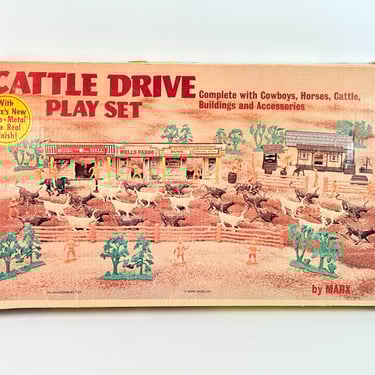 CATTLE DRIVE
PLAY SET
Complete with Cowboys, Horses, Cattle,
Buildings and Accessories
With
x's New
- Metal
e Real
inish!
WELLS FARGO
by MARX